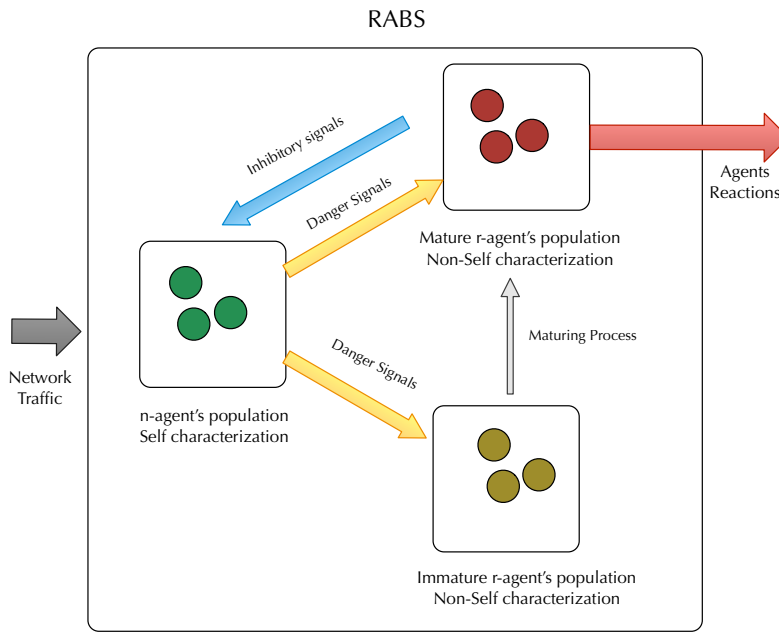 RABS
Inhibitory signals
Danger Signals
Agents
Reactions
Mature r-agent's population
Non-Self characterization
Network
Traffic
Maturing Process
Danger Signals
n-agent's population
Self characterization
Immature r-agent's population
Non-Self characterization